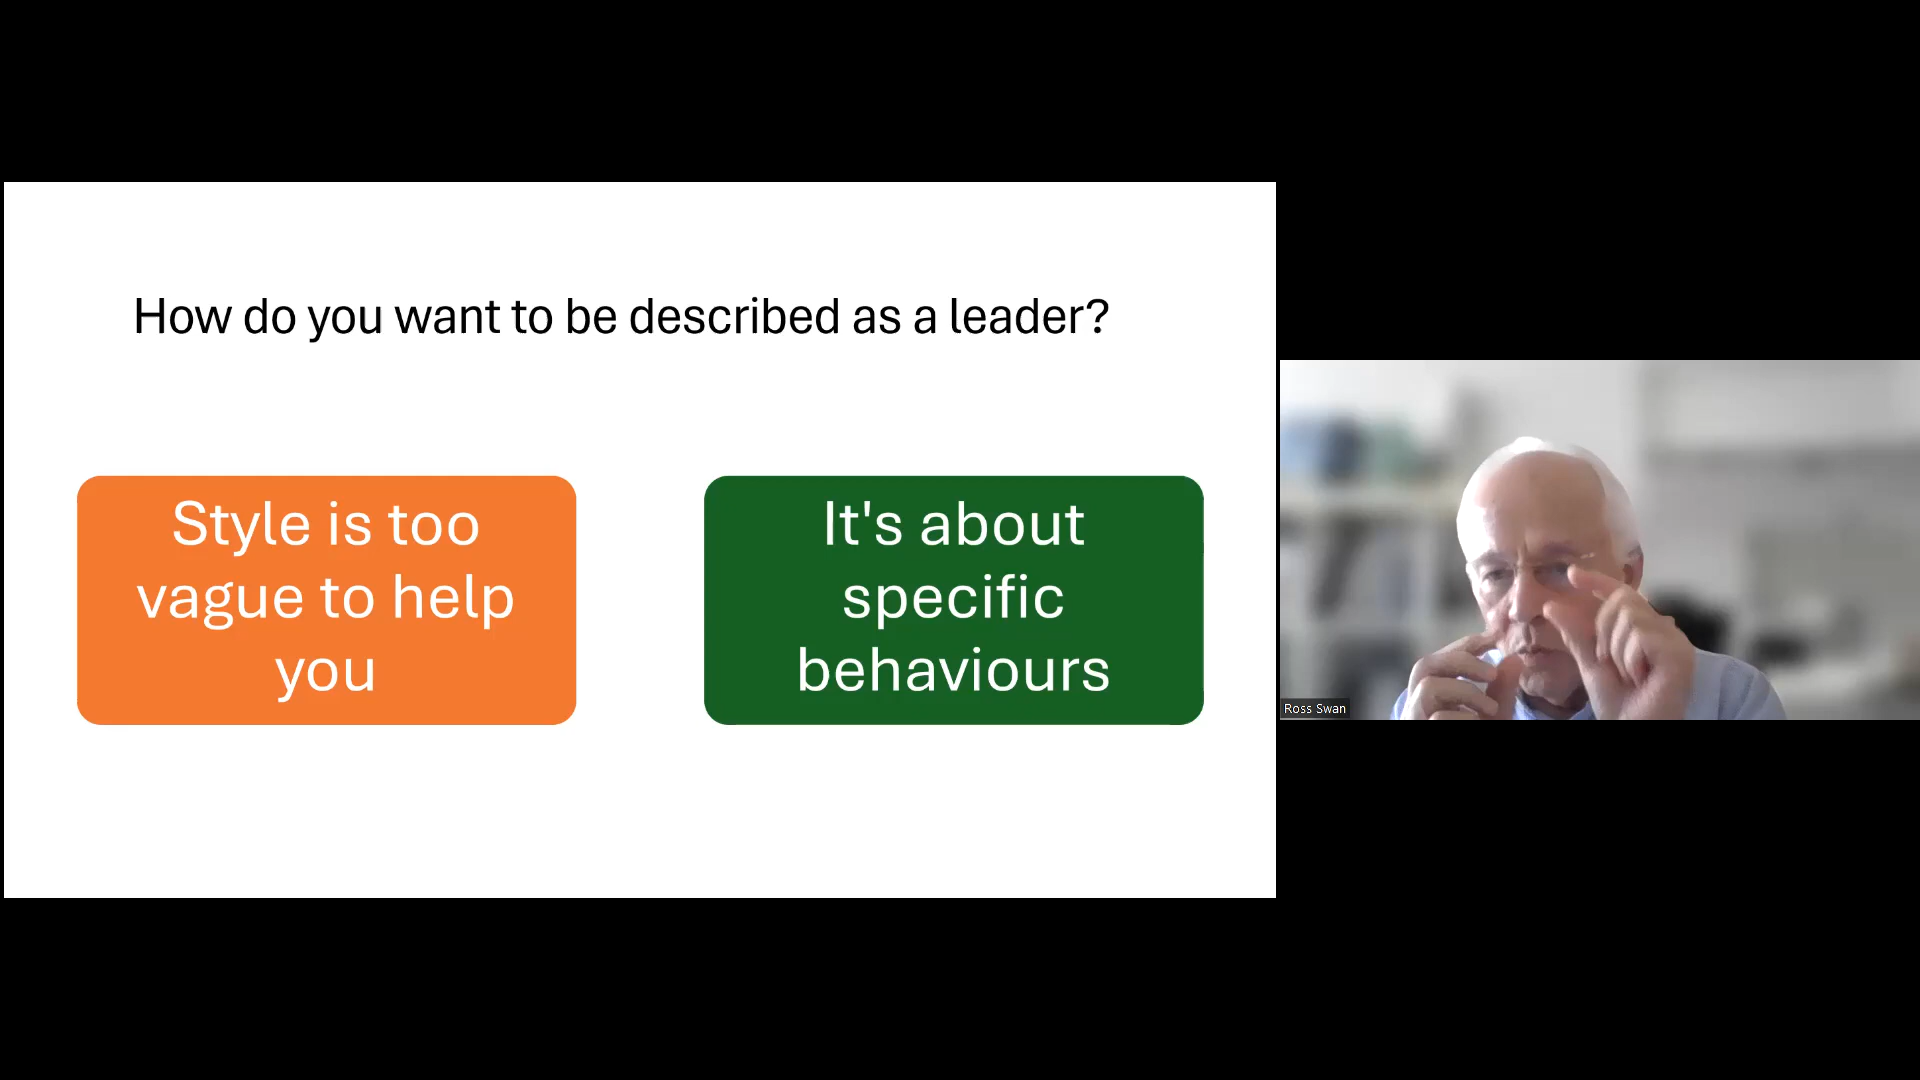 How do you want to be described as a leader?
Style is too
vague to help
you
It's about
specific
behaviours
Ross Swan